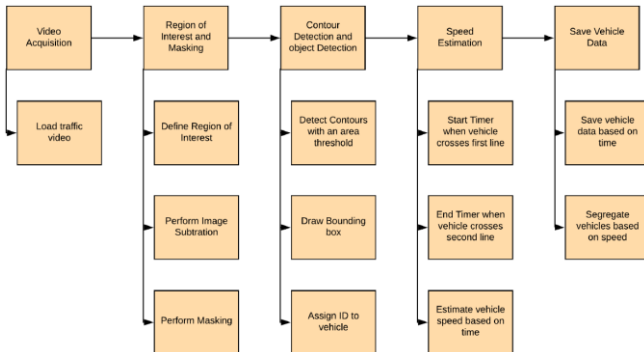 Video
Acquisition
Region of
Interest and
Masking
Contour
Detection and
object Detection
Speed
Estimation
Save Vehicle
Data
Load traffic
video
Define Region of
Interest
Detect Contours
with an area
threshold
Start Timer
when vehicle
crosses first line
Save vehicle
data based on
time
Perform Image
Subtration
Draw Bounding
box
End Timer when
vehicle crosses
second line
Segregate
vehicles based
on speed
Perform Masking
Assign ID to
vehicle
Estimate vehicle
speed based on
time